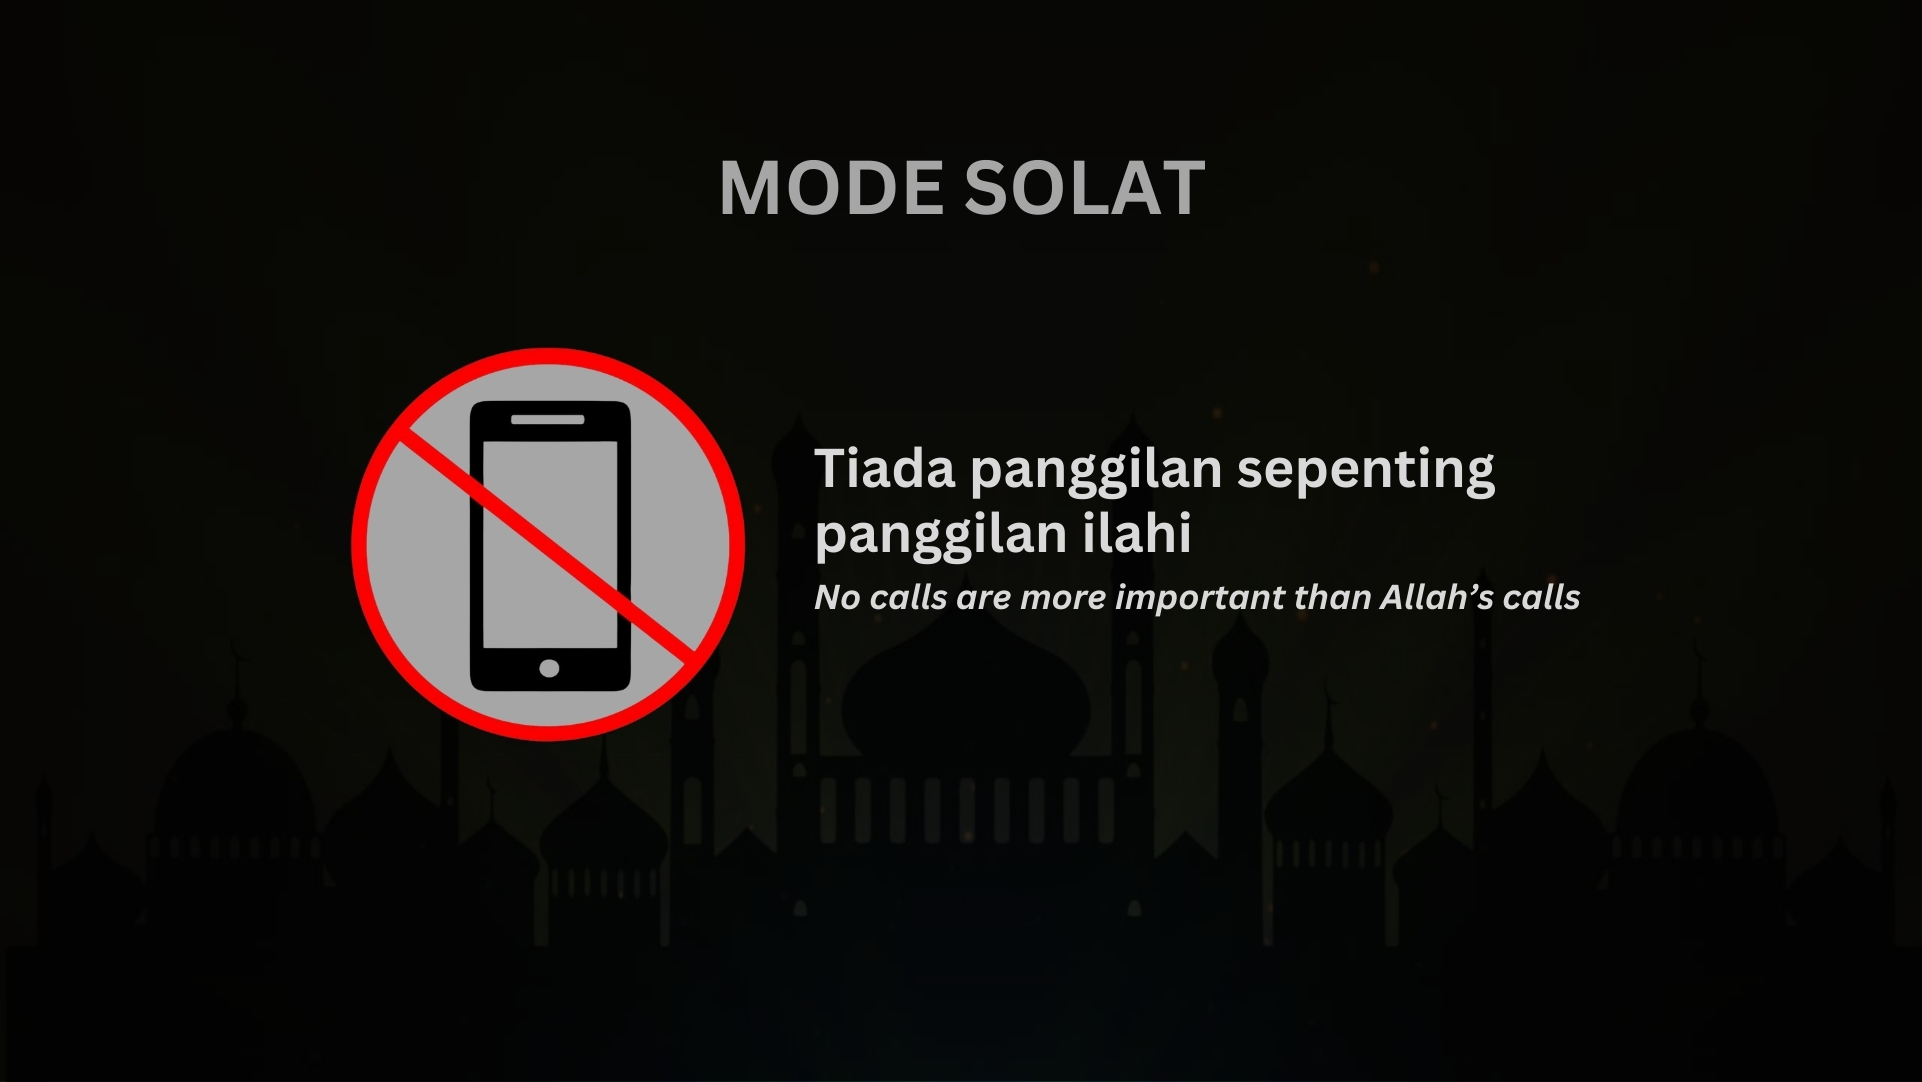 MODE SOLAT
Tiada panggilan sepenting
panggilan ilahi
No calls are more important than Allah’s calls